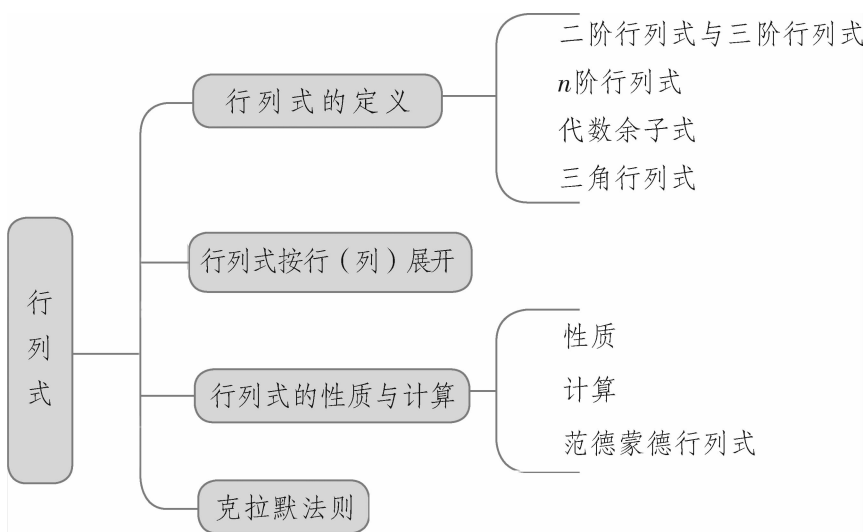 行列式
行列式的定义
二阶行列式与三阶行列式
n阶行列式
代数余子式
三角行列式
行列式按行（列）展开
行列式的性质与计算
性质
计算
范德蒙德行列式
克拉默法则